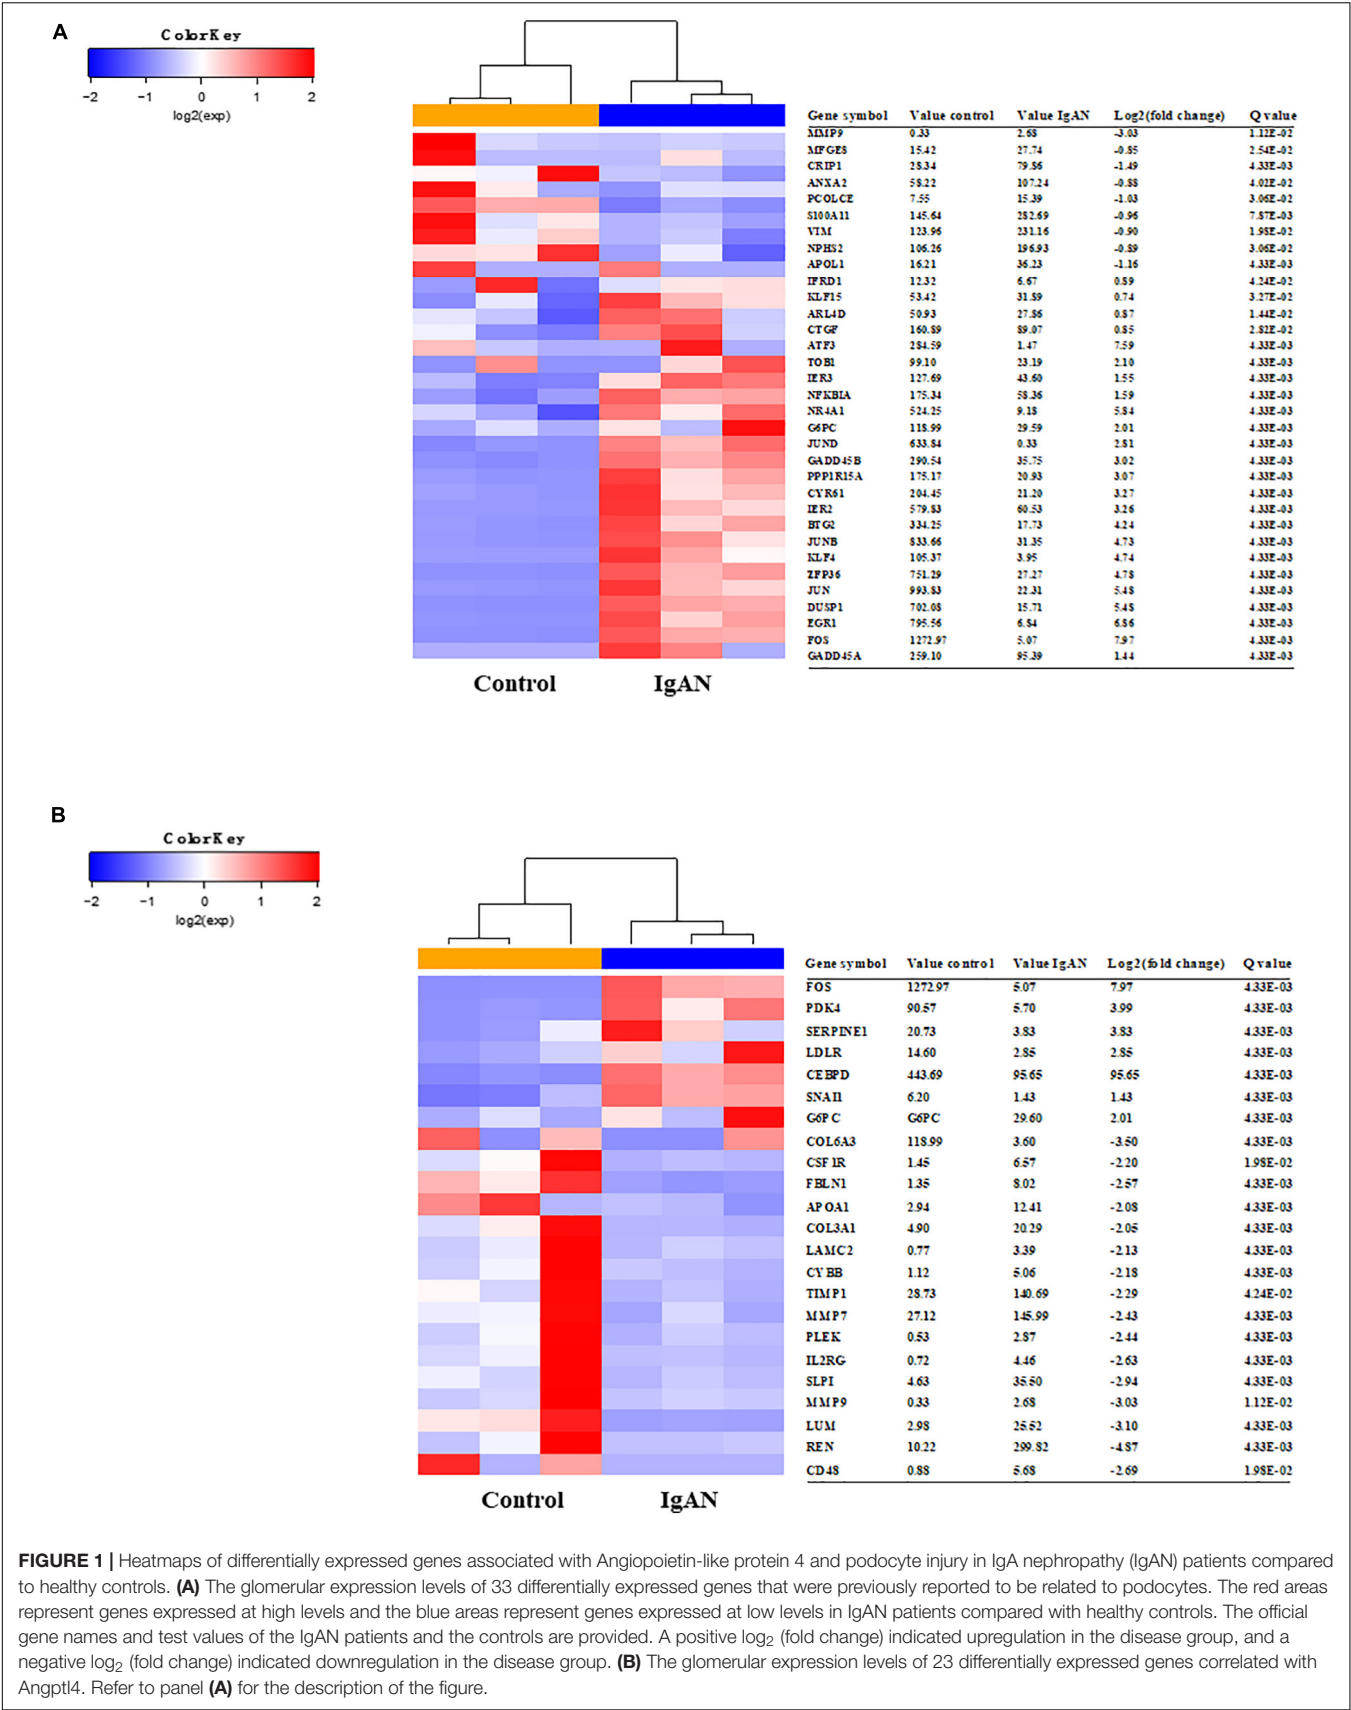 A
ColorKey
−2 −1 0 1 2
log2(exp)
Gene symbol Value control Value IgAN Log2(fold change) Q value
MMP9 0.33 2.68 -3.03 1.12E-02
MFGE8 15.42 27.74 -0.85 2.54E-02
CRIP1 28.34 79.86 -1.49 4.33E-03
ANXA2 58.22 107.24 -0.88 4.02E-02
PCOLCE 7.55 15.39 -1.03 3.06E-02
S100A11 145.64 282.69 -0.96 7.87E-03
VIM 123.96 231.16 -0.90 1.98E-02
NPHS2 106.26 196.93 -0.89 3.06E-02
APOL1 16.21 36.23 -1.16 4.33E-03
IFRD1 12.32 6.67 0.89 4.24E-02
KLF15 53.42 31.89 0.74 3.27E-02
ARL4D 50.93 27.86 0.87 1.44E-02
CTGF 160.89 89.07 0.85 2.82E-02
ATF3 284.59 1.47 7.59 4.33E-03
TOB1 99.10 23.19 2.10 4.33E-03
IER3 127.69 43.60 1.55 4.33E-03
NFKBIA 175.34 58.36 1.59 4.33E-03
NR4A1 524.25 9.18 5.84 4.33E-03
G6PC 118.99 29.59 2.01 4.33E-03
JUND 633.84 0.33 2.81 4.33E-03
GADD45B 290.54 35.75 3.02 4.33E-03
PPP1R15A 175.17 20.93 3.07 4.33E-03
CYR61 204.45 21.20 3.27 4.33E-03
IER2 579.83 60.53 3.26 4.33E-03
BTG2 334.25 17.73 4.24 4.33E-03
JUNB 833.66 31.35 4.73 4.33E-03
KLF4 105.37 3.95 4.74 4.33E-03
ZFP36 751.29 27.27 4.78 4.33E-03
JUN 993.83 22.31 5.48 4.33E-03
DUSP1 702.08 15.71 5.48 4.33E-03
EGR1 795.56 6.84 6.86 4.33E-03
FOS 1272.97 5.07 7.97 4.33E-03
GADD45A 259.10 95.39 1.44 4.33E-03
Control IgAN
B
ColorKey
−2 −1 0 1 2
log2(exp)
Gene symbol Value control Value IgAN Log2(fold change) Q value
FOS 1272.97 5.07 7.97 4.33E-03
PDK4 90.57 5.70 3.99 4.33E-03
SERPINE1 20.73 3.83 3.83 4.33E-03
LDLR 14.60 2.85 2.85 4.33E-03
CEBPD 443.69 95.65 95.65 4.33E-03
SNAI1 6.20 1.43 1.43 4.33E-03
G6PC G6PC 29.60 2.01 4.33E-03
COL6A3 118.99 3.60 -3.50 4.33E-03
CSF1R 1.45 6.57 -2.20 1.98E-02
FBLN1 1.35 8.02 -2.57 4.33E-03
APOA1 2.94 12.41 -2.08 4.33E-03
COL3A1 4.90 20.29 -2.05 4.33E-03
LAMC2 0.77 3.39 -2.13 4.33E-03
CYBB 1.12 5.06 -2.18 4.33E-03
TIMP1 28.73 140.69 -2.29 4.24E-02
MMP7 27.12 145.99 -2.43 4.33E-03
PLEK 0.53 2.87 -2.44 4.33E-03
IL2RG 0.72 4.46 -2.63 4.33E-03
SLPI 4.63 35.50 -2.94 4.33E-03
MMP9 0.33 2.68 -3.03 1.12E-02
LUM 2.98 25.52 -3.10 4.33E-03
REN 10.22 299.82 -4.87 4.33E-03
CD48 0.88 5.68 -2.69 1.98E-02
Control IgAN
FIGURE 1 | Heatmaps of differentially expressed genes associated with Angiopoietin-like protein 4 and podocyte injury in IgA nephropathy (IgAN) patients compared
to healthy controls. (A) The glomerular expression levels of 33 differentially expressed genes that were previously reported to be related to podocytes. The red areas
represent genes expressed at high levels and the blue areas represent genes expressed at low levels in IgAN patients compared with healthy controls. The official
gene names and test values of the IgAN patients and the controls are provided. A positive log2 (fold change) indicated upregulation in the disease group, and a
negative log2 (fold change) indicated downregulation in the disease group. (B) The glomerular expression levels of 23 differentially expressed genes correlated with
Angptl4. Refer to panel (A) for the description of the figure.